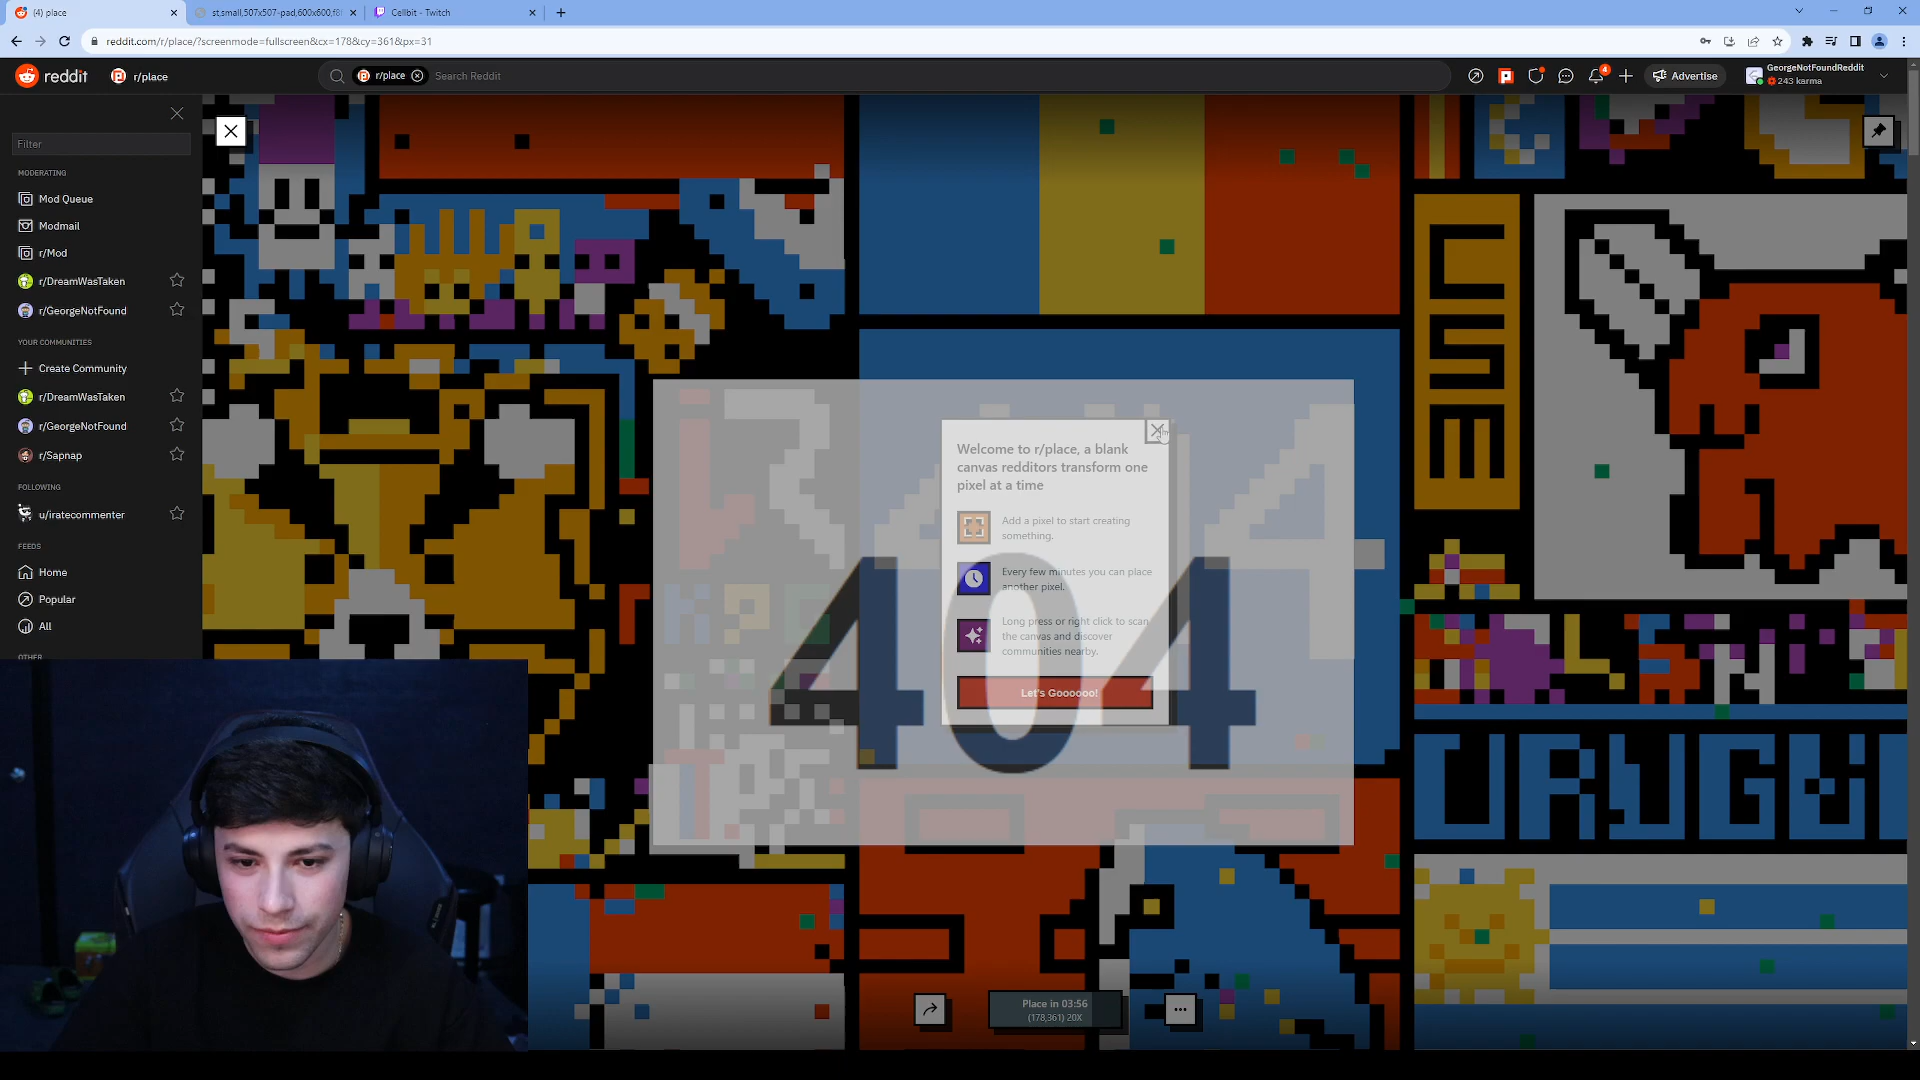 (4) place
st,small,507x507-pad,600x600,f8f
Cellbit - Twitch
reddit.com/r/place/?screenmode=fullscreen&cx=178&cy=361&px=31
reddit
r/place
r/place
Search Reddit
4
Advertise
GeorgeNotFoundReddit
243 karma
Filter
MODERATING
Mod Queue
Modmail
r/Mod
r/DreamWasTaken
r/GeorgeNotFound
YOUR COMMUNITIES
Create Community
r/DreamWasTaken
r/GeorgeNotFound
r/Sapnap
FOLLOWING
u/iratecommenter
FEEDS
Home
Popular
All
OTHER
Welcome to r/place, a blank
canvas redditors transform one
pixel at a time
Add a pixel to start creating
something.
Every few minutes you can place
another pixel.
Long press or right click to scan
the canvas and discover
communities nearby.
Let's Goooooo!
404
Place in 03:56
(178,361) 20X